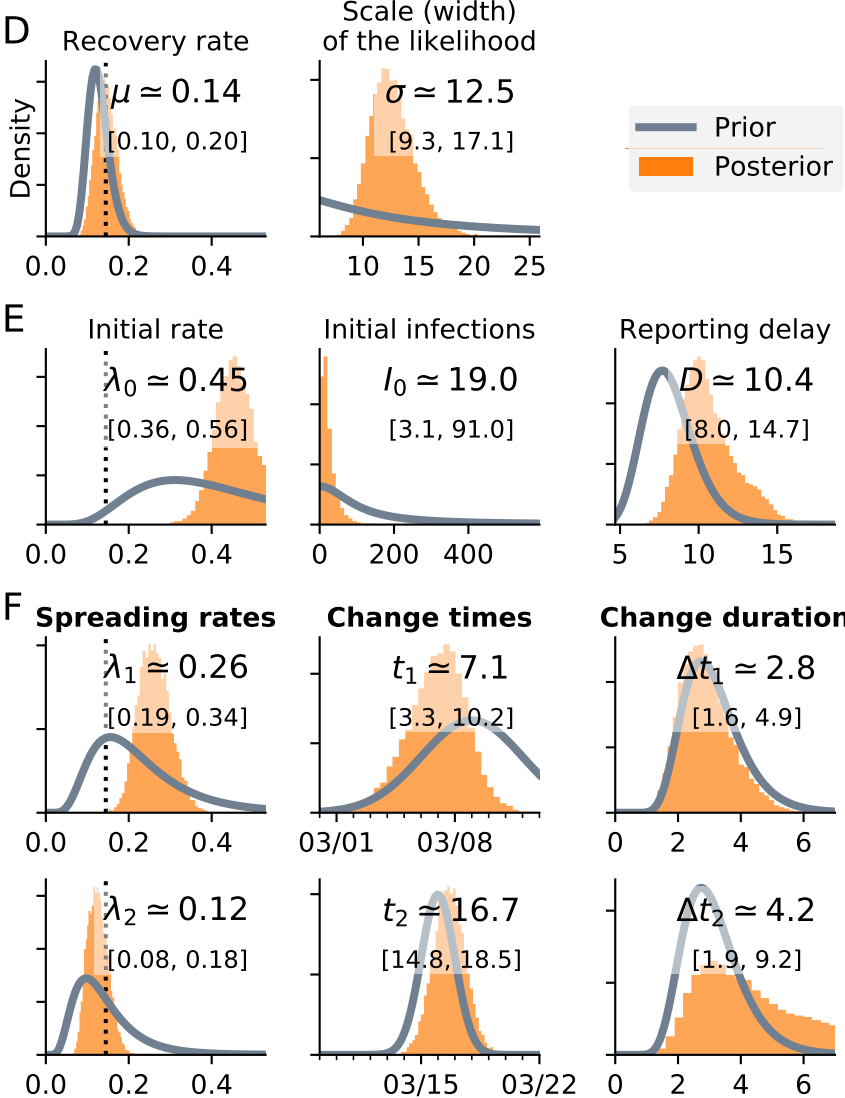 D
Recovery rate
Scale (width)
of the likelihood
Density
μ ≃ 0.14
[0.10, 0.20]
0.0 0.2 0.4
σ ≃ 12.5
[9.3, 17.1]
10 15 20 25
Prior
Posterior
E
Initial rate
λ₀ ≃ 0.45
[0.36, 0.56]
0.0 0.2 0.4
Initial infections
I₀ ≃ 19.0
[3.1, 91.0]
0 200 400
Reporting delay
D ≃ 10.4
[8.0, 14.7]
5 10 15
F
Spreading rates
λ₁ ≃ 0.26
[0.19, 0.34]
0.0 0.2 0.4
Change times
t₁ ≃ 7.1
[3.3, 10.2]
03/01 03/08
Change duration
Δt₁ ≃ 2.8
[1.6, 4.9]
0 2 4 6
λ₂ ≃ 0.12
[0.08, 0.18]
0.0 0.2 0.4
t₂ ≃ 16.7
[14.8, 18.5]
03/15 03/22
Δt₂ ≃ 4.2
[1.9, 9.2]
0 2 4 6